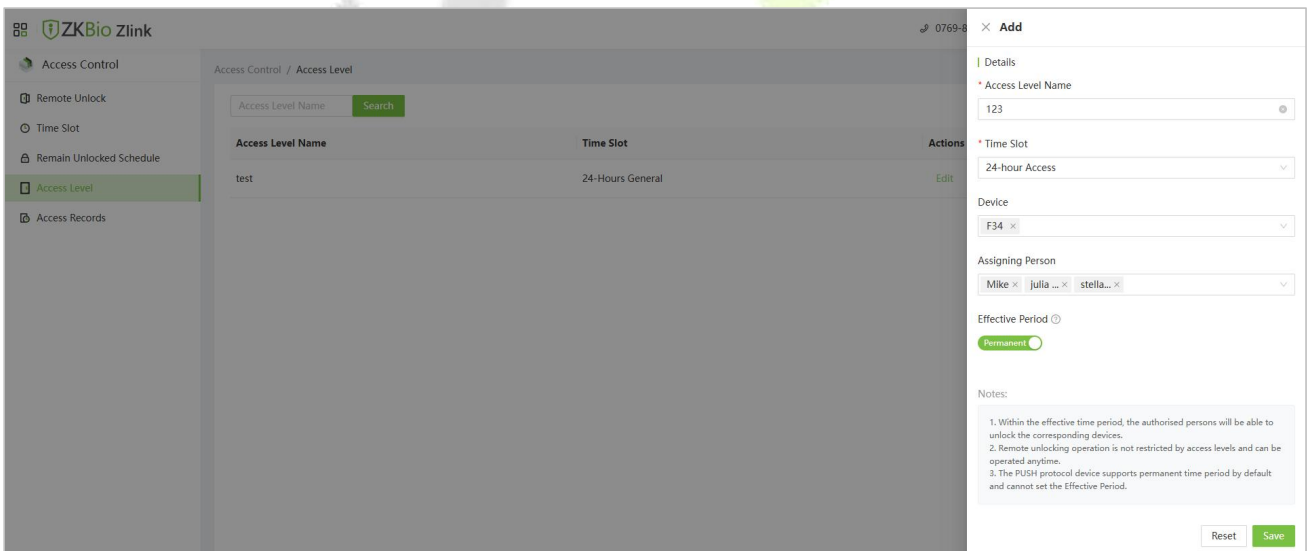 ZKBio Zlink
0769-8
Access Control
Remote Unlock
Time Slot
Remain Unlocked Schedule
Access Level
Access Records
Access Control / Access Level
Access Level Name
Search
Access Level Name Time Slot Actions
test 24-Hours General Edit
Add
Details
* Access Level Name
123
* Time Slot
24-hour Access
Device
F34
Assigning Person
Mike julia ... stella...
Effective Period
Permanent
Notes:
1. Within the effective time period, the authorised persons will be able to
unlock the corresponding devices.
2. Remote unlocking operation is not restricted by access levels and can be
operated anytime.
3. The PUSH protocol device supports permanent time period by default
and cannot set the Effective Period.
Reset Save